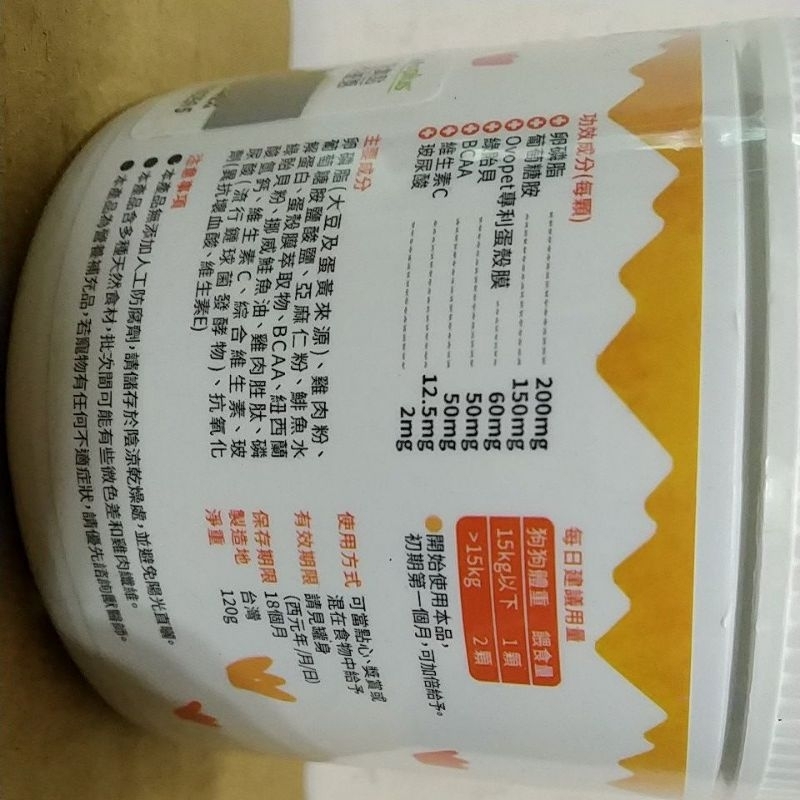 功效成分(每顆)
卵磷脂 200mg
葡萄糖胺 150mg
Ovopet專利蛋殼膜 60mg
綠貽貝 50mg
BCAA 50mg
維生素C 12.5mg
玻尿酸 2mg
主要成分
卵磷脂(大豆及蛋黃來源)、雞肉粉、
葡萄糖胺鹽酸鹽、亞麻仁粉、鯡魚水
解蛋白、蛋殼膜萃取物、BCAA、紐西蘭
綠貽貝粉、挪威鮭魚油、雞肉胜肽、磷
酸氫鈣、維生素C、綜合維生素、玻
尿酸(流行鏈球菌發酵物)、抗氧化
劑(異抗壞血酸、維生素E)
注意事項
本產品無添加人工防腐劑,請儲存於陰涼乾燥處,並避免陽光直曬。
本產品含多種天然食材,批次間可能有些微色差和雞肉纖維。
本產品為營養補充品,若寵物有任何不適症狀,請優先諮詢獸醫師。
每日建議用量
狗狗體重 餵食量
15kg以下 1顆
>15kg 2顆
開始使用本品,
初期第一個月,可加倍給予。
使用方式 可當點心、獎賞或
混在食物中給予
有效期限 請見罐身
(西元年/月/日)
保存期限 18個月
製造地 台灣
淨重 120g